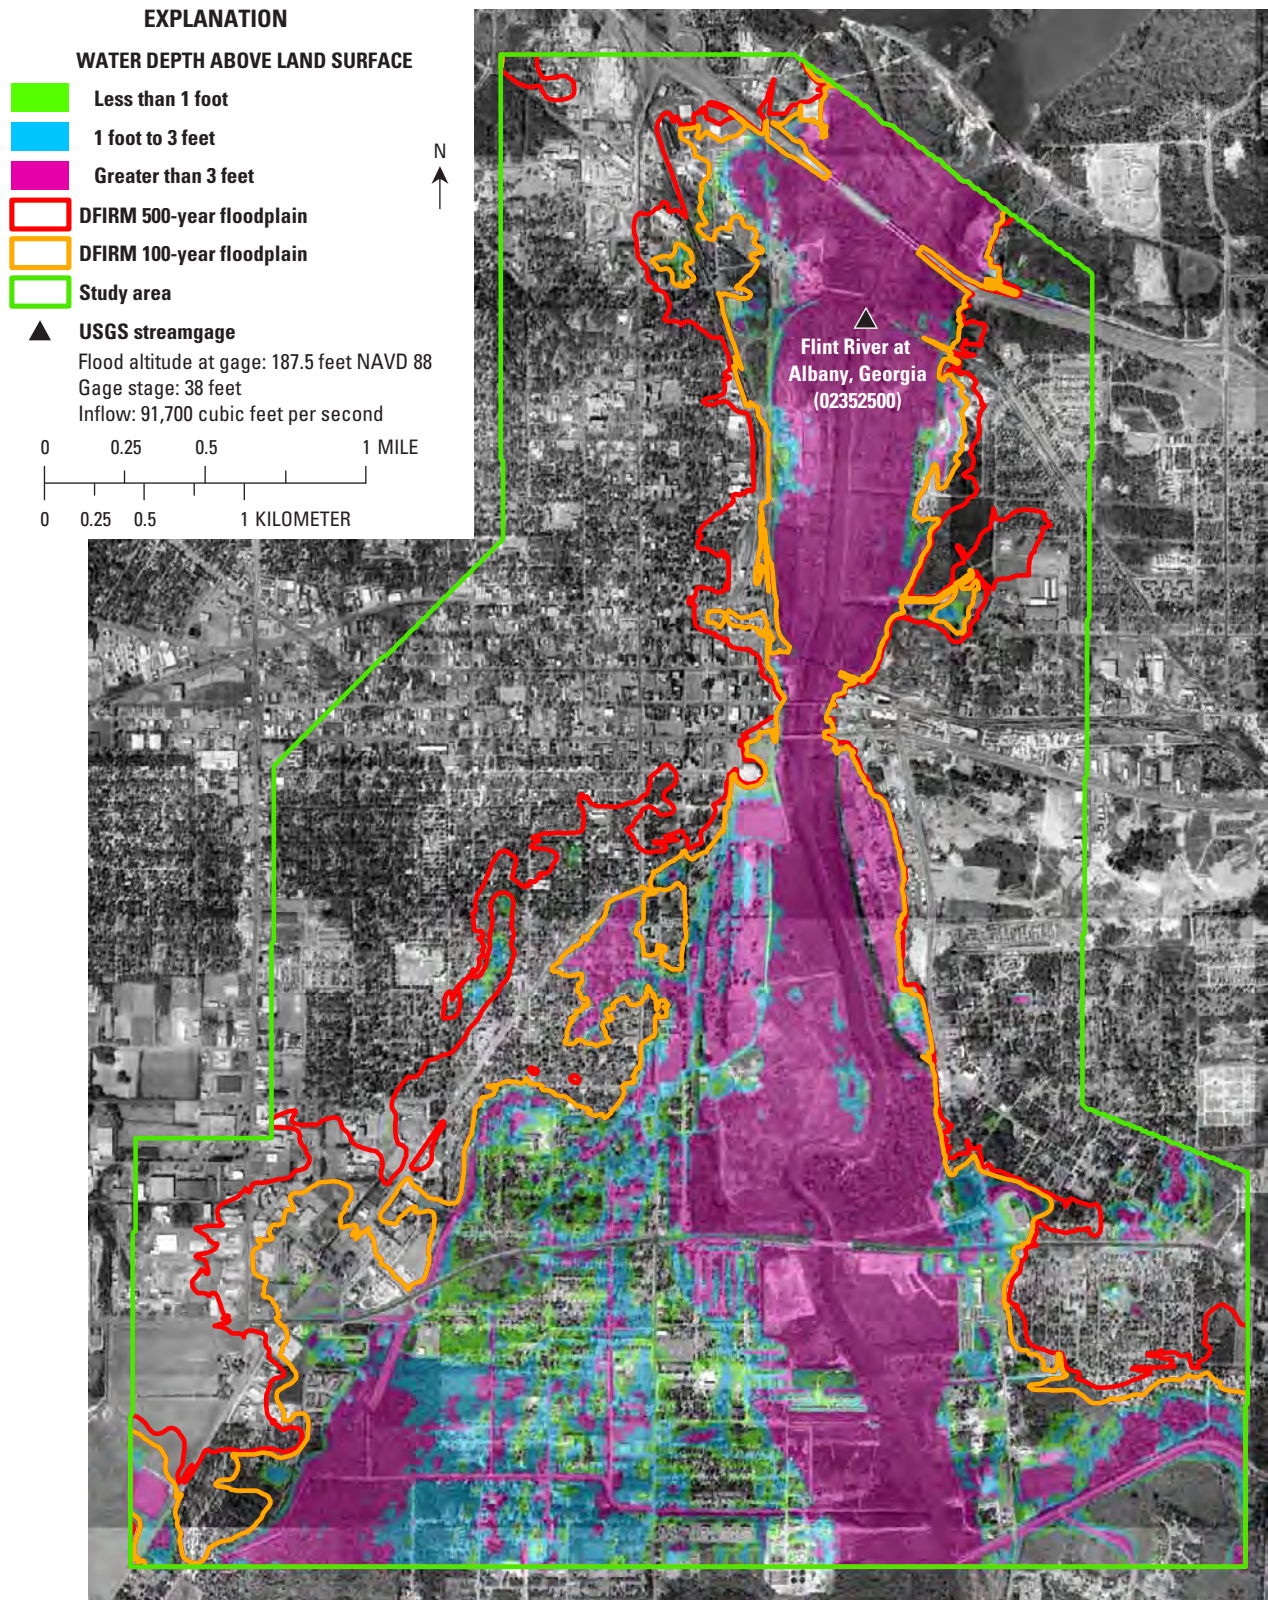 EXPLANATION
WATER DEPTH ABOVE LAND SURFACE
Less than 1 foot
1 foot to 3 feet
Greater than 3 feet
DFIRM 500-year floodplain
DFIRM 100-year floodplain
Study area
USGS streamgage
Flood altitude at gage: 187.5 feet NAVD 88
Gage stage: 38 feet
Inflow: 91,700 cubic feet per second
N
0 0.25 0.5 1 MILE
0 0.25 0.5 1 KILOMETER
Flint River at
Albany, Georgia
(02352500)